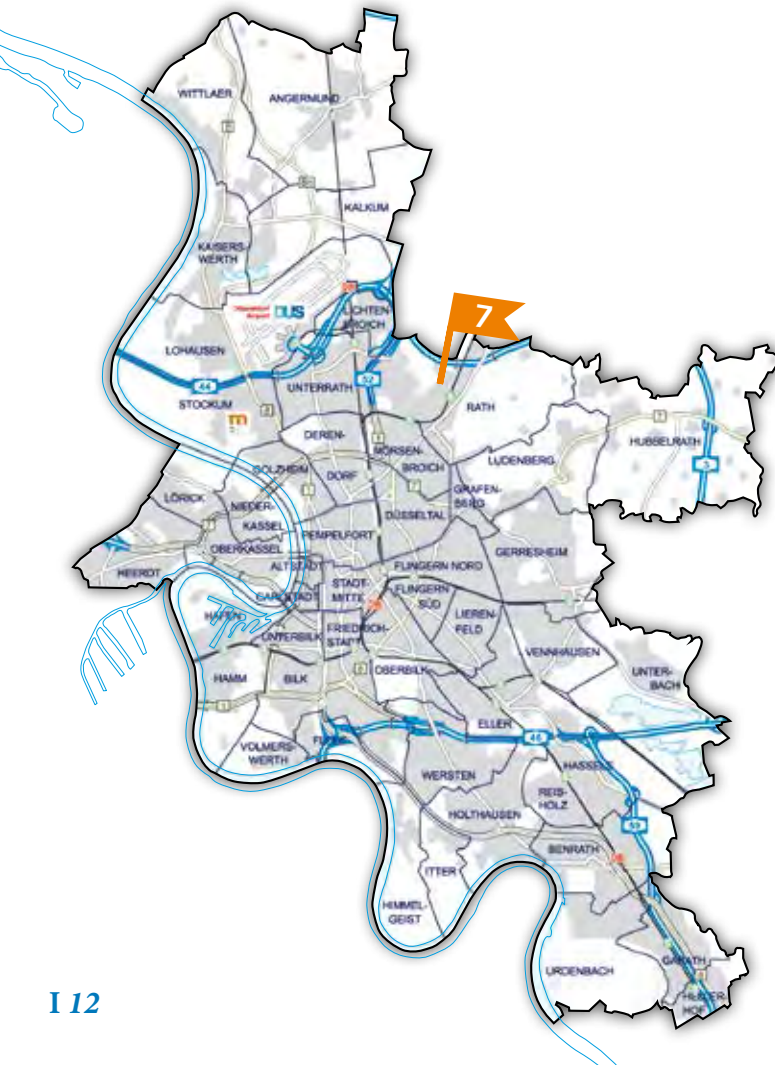 WITTLAER
ANGERMUND
KALKUM
KAISERS-
WERTH
DUS
LICHTEN-
BROICH
7
LOHAUSEN
44
STOCKUM
UNTERRATH
52
RATH
DEREN-
DORF
MÖRSEN-
BROICH
LUDENBERG
HUBBELRATH
3
GOLZHEIM
GRAFEN-
BERG
LÖRICK
NIEDER-
KASSEL
DÜSSELTAL
PEMPELFORT
OBERKASSEL
HEERDT
ALTSTADT
GERRESHEIM
FLINGERN NORD
STADT-
MITTE
FLINGERN
SÜD
CARLSTADT
HAFEN
LIEREN-
FELD
UNTERBILK
FRIEDRICH-
STADT
VENNHAUSEN
HAMM
BILK
OBERBILK
UNTER-
BACH
ELLER
46
VOLMERS-
WERTH
WERSTEN
HASSELS
REIS-
HOLZ
HOLTHAUSEN
59
BENRATH
ITTER
HIMMEL-
GEIST
URDENBACH
GARATH
HELLER-
HOF
I 12